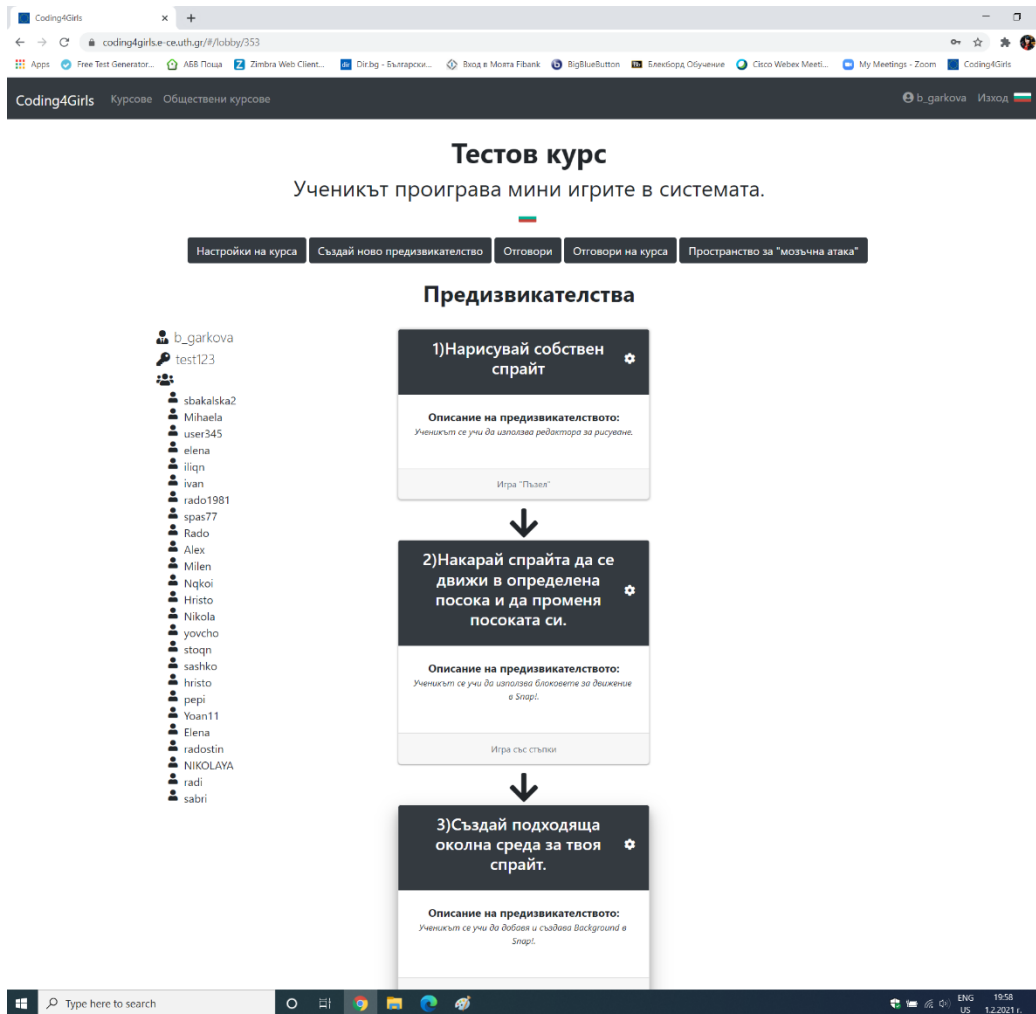 Coding4Girls
coding4girls.e-ce.uth.gr/#/lobby/353
Apps Free Test Generator... АБВ Поща Zimbra Web Client... dir Dir.bg - Български... Вход в Моята Fibank BigBlueButton Блекборд Обучение Cisco Webex Meeti... My Meetings - Zoom Coding4Girls
Coding4Girls Курсове Обществени курсове b_garkova Изход
Тестов курс
Ученикът проиграва мини игрите в системата.
Настройки на курса Създай ново предизвикателство Отговори Отговори на курса Пространство за "мозъчна атака"
Предизвикателства
b_garkova
test123
sbakalska2
Mihaela
user345
elena
iliqn
ivan
rado1981
spas77
Rado
Alex
Milen
Nqkoi
Hristo
Nikola
yovcho
stoqn
sashko
hristo
pepi
Yoan11
Elena
radostin
NIKOLAYA
radi
sabri
1)Нарисувай собствен
спрайт
Описание на предизвикателството:
Ученикът се учи да използва редактора за рисуване.
Игра "Пъзел"
2)Накарай спрайта да се
движи в определена
посока и да променя
посоката си.
Описание на предизвикателството:
Ученикът се учи да използва блоковете за движение
в Snap!.
Игра със стъпки
3)Създай подходяща
околна среда за твоя
спрайт.
Описание на предизвикателството:
Ученикът се учи да добавя и създава Background в
Snap!.
Type here to search
ENG 19:58
US 1.2.2021 г.